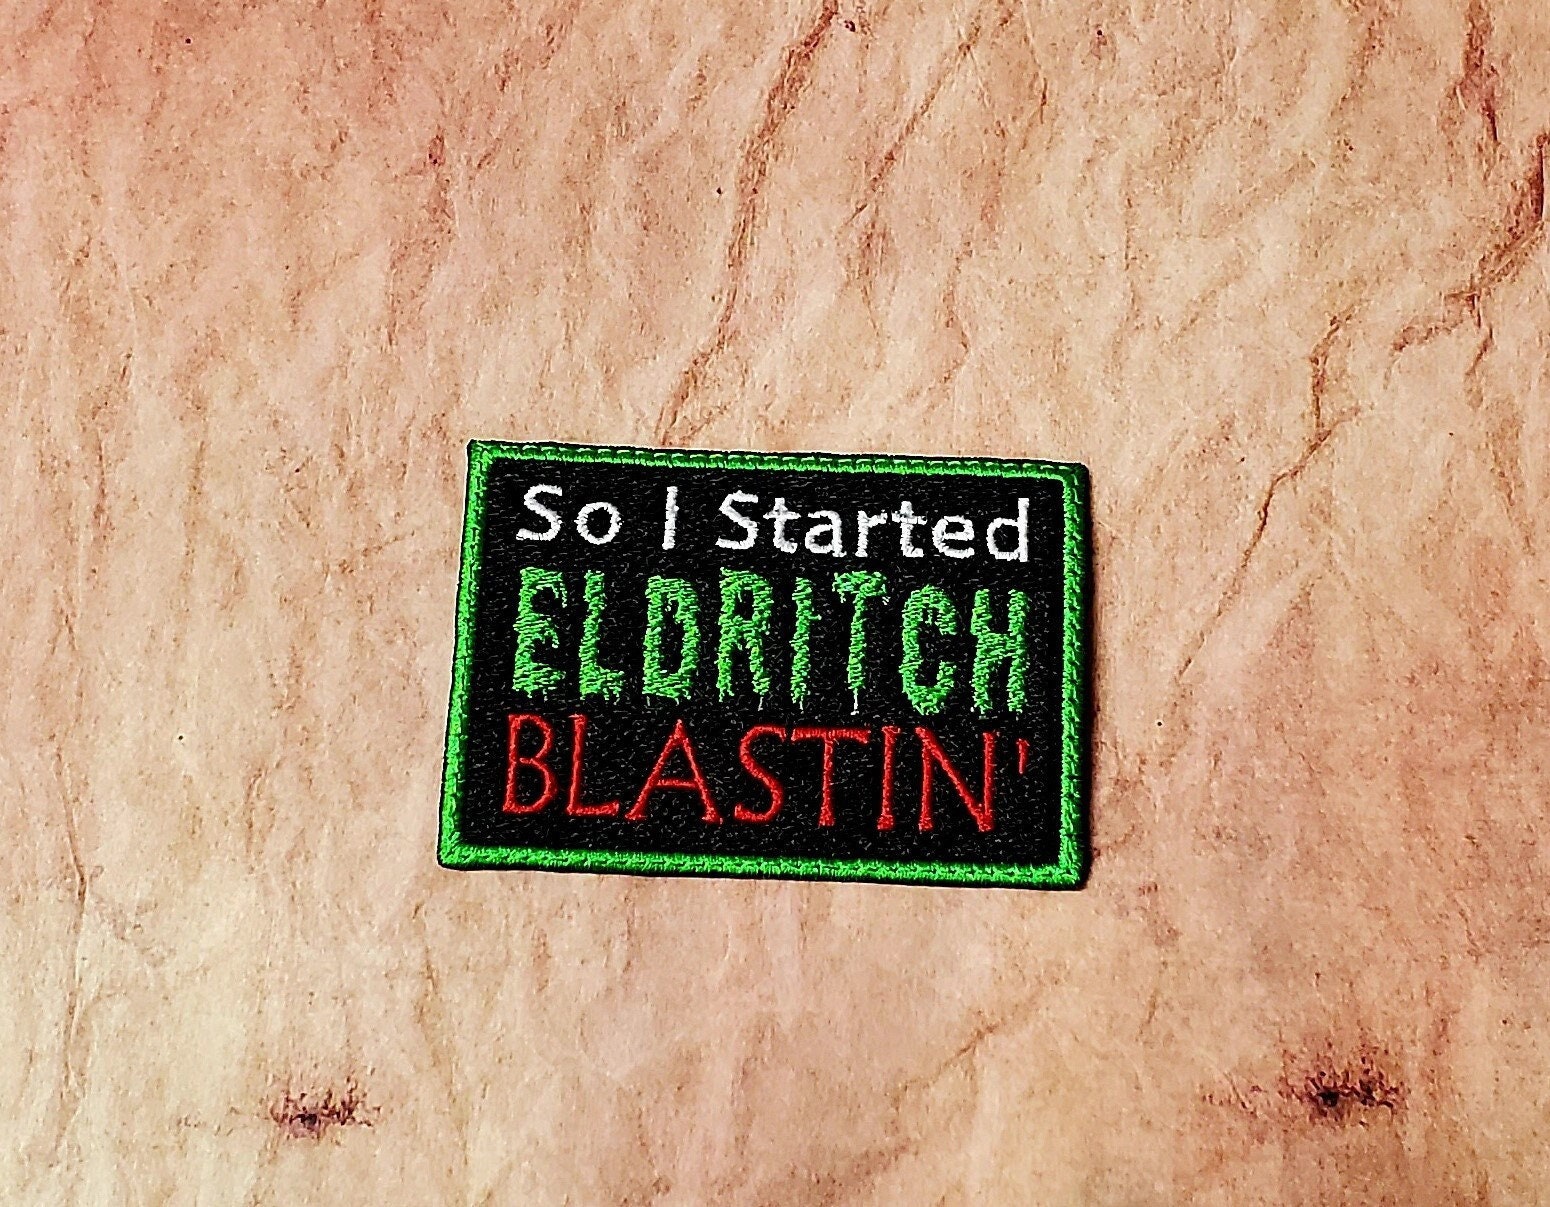 So I Started
ELDRITCH
BLASTIN'